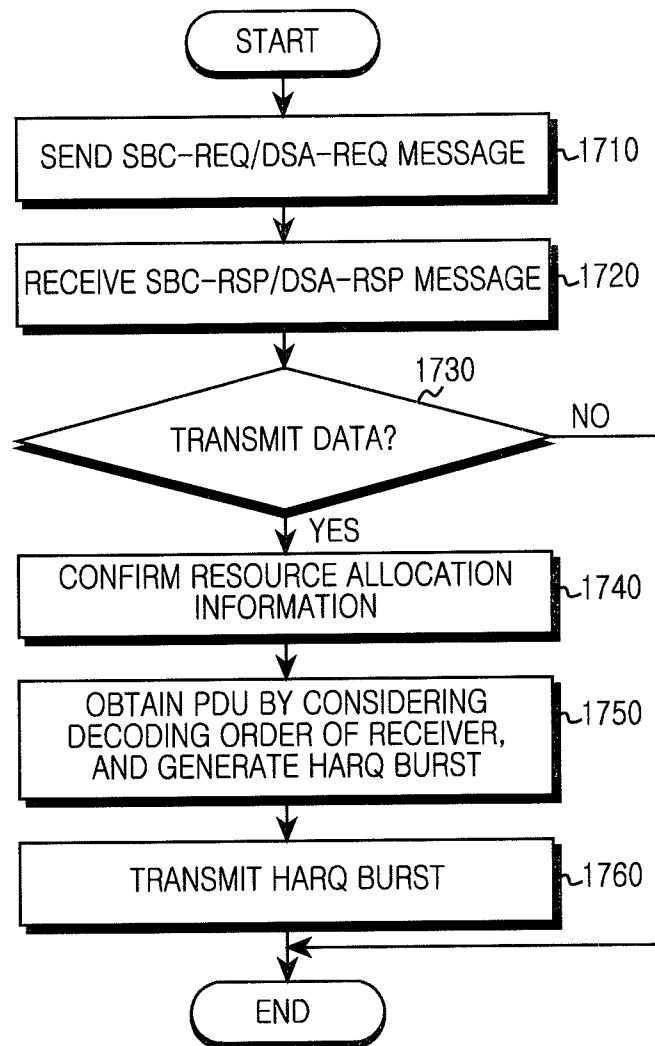 START
SEND SBC-REQ/DSA-REQ MESSAGE
1710
RECEIVE SBC-RSP/DSA-RSP MESSAGE
1720
1730
TRANSMIT DATA?
NO
YES
CONFIRM RESOURCE ALLOCATION
INFORMATION
1740
OBTAIN PDU BY CONSIDERING
DECODING ORDER OF RECEIVER,
AND GENERATE HARQ BURST
1750
TRANSMIT HARQ BURST
1760
END